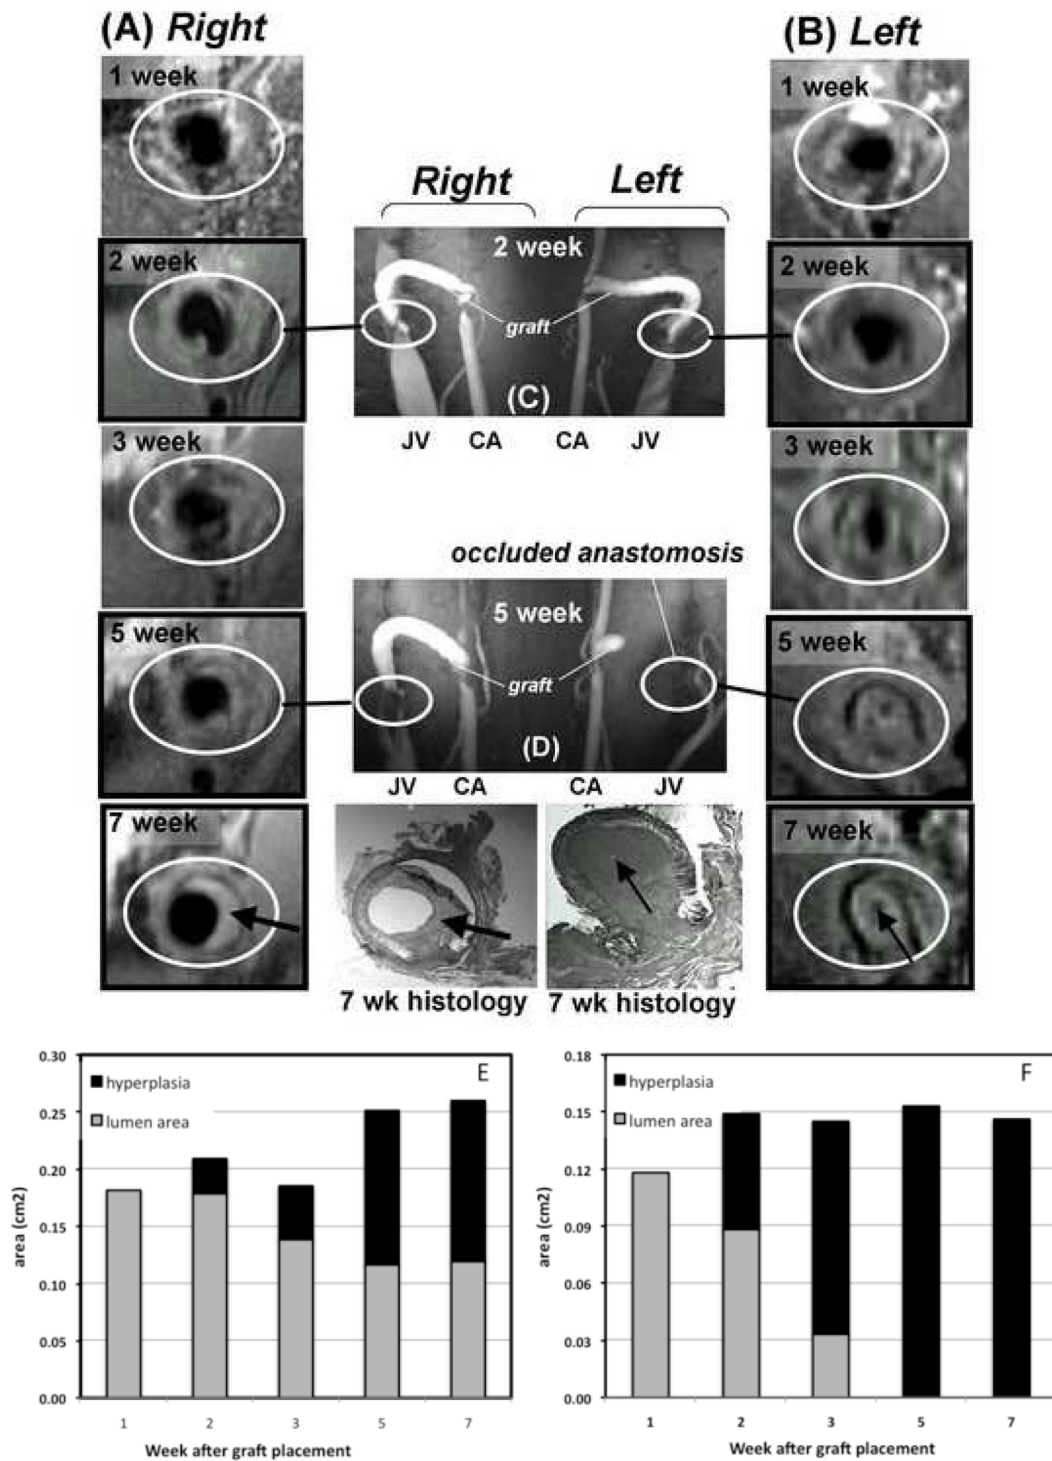 (A) Right
(B) Left
1 week
1 week
Right
Left
2 week
2 week
2 week
graft
(C)
JV
CA
CA
JV
3 week
3 week
occluded anastomosis
5 week
5 week
5 week
graft
(D)
JV
CA
CA
JV
7 week
7 week
7 wk histology
7 wk histology
E
hyperplasia
lumen area
0.30
0.25
0.20
0.15
0.10
0.05
0.00
area (cm2)
1
2
3
5
7
Week after graft placement
F
hyperplasia
lumen area
0.18
0.15
0.12
0.09
0.06
0.03
0.00
area (cm2)
1
2
3
5
7
Week after graft placement